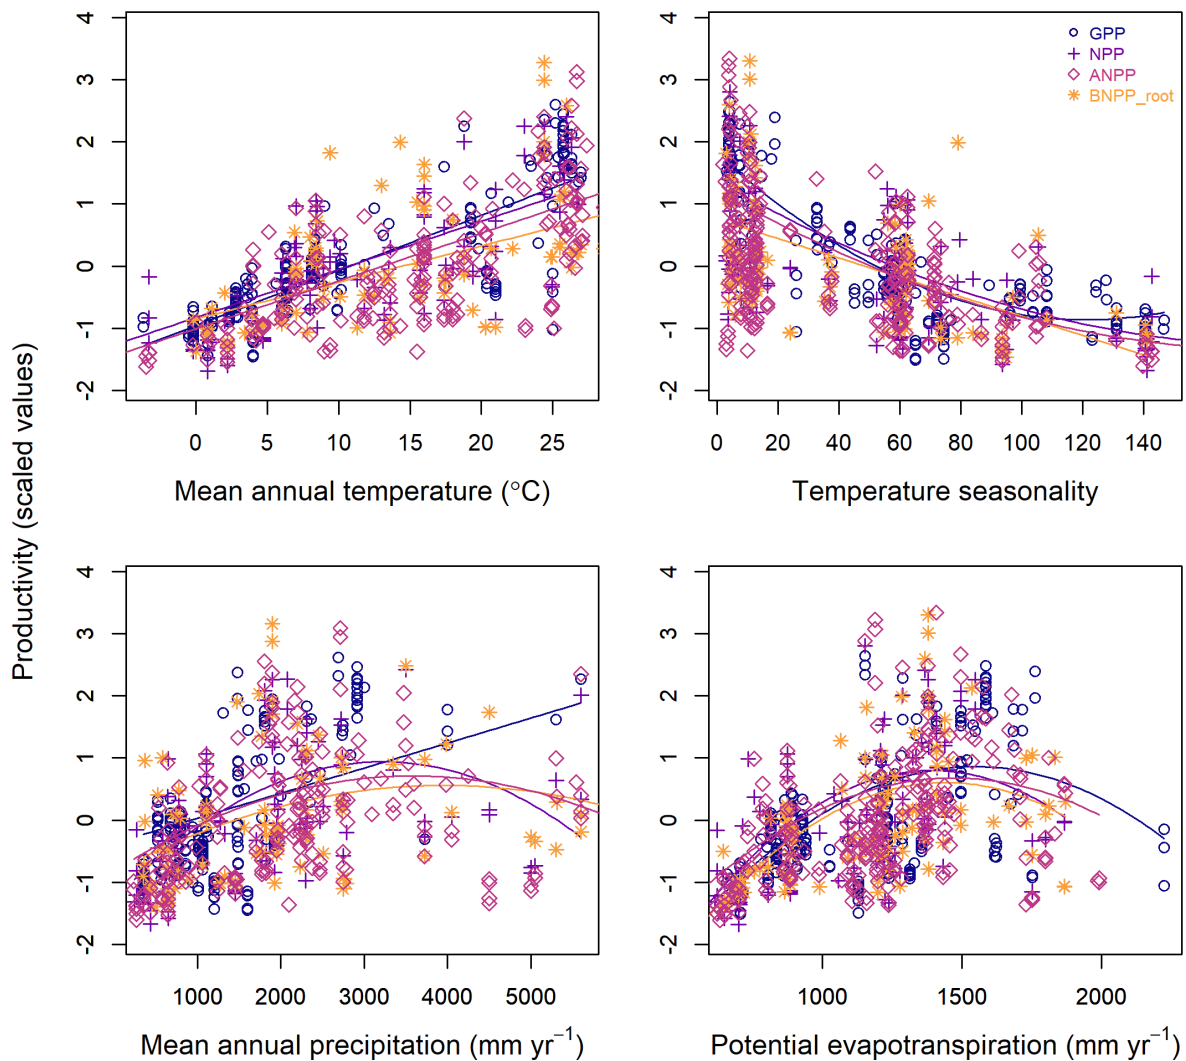 Productivity (scaled values)
4
3
2
1
0
-1
-2
0 5 10 15 20 25
Mean annual temperature (°C)
4
3
2
1
0
-1
-2
GPP
NPP
ANPP
BNPP_root
0 20 40 60 80 100 120 140
Temperature seasonality
4
3
2
1
0
-1
-2
1000 2000 3000 4000 5000
Mean annual precipitation (mm yr⁻¹)
4
3
2
1
0
-1
-2
1000 1500 2000
Potential evapotranspiration (mm yr⁻¹)